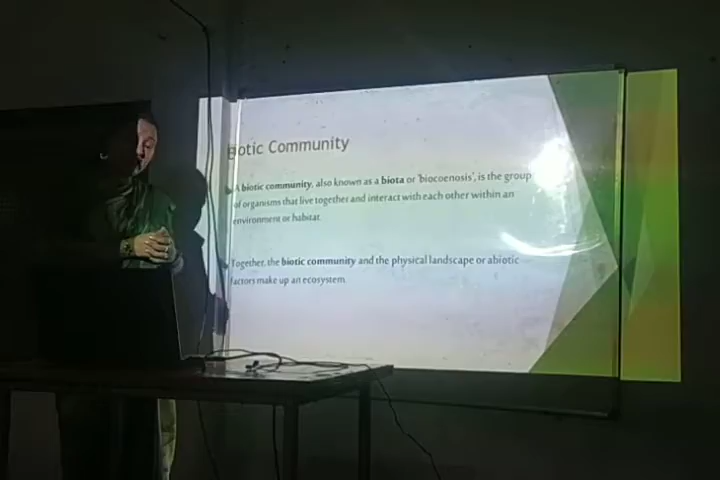 Biotic Community
A biotic community, also known as a biota or 'biocoenosis', is the group
of organisms that live together and interact with each other within an
environment or habitat.
Together, the biotic community and the physical landscape or abiotic
factors make up an ecosystem.